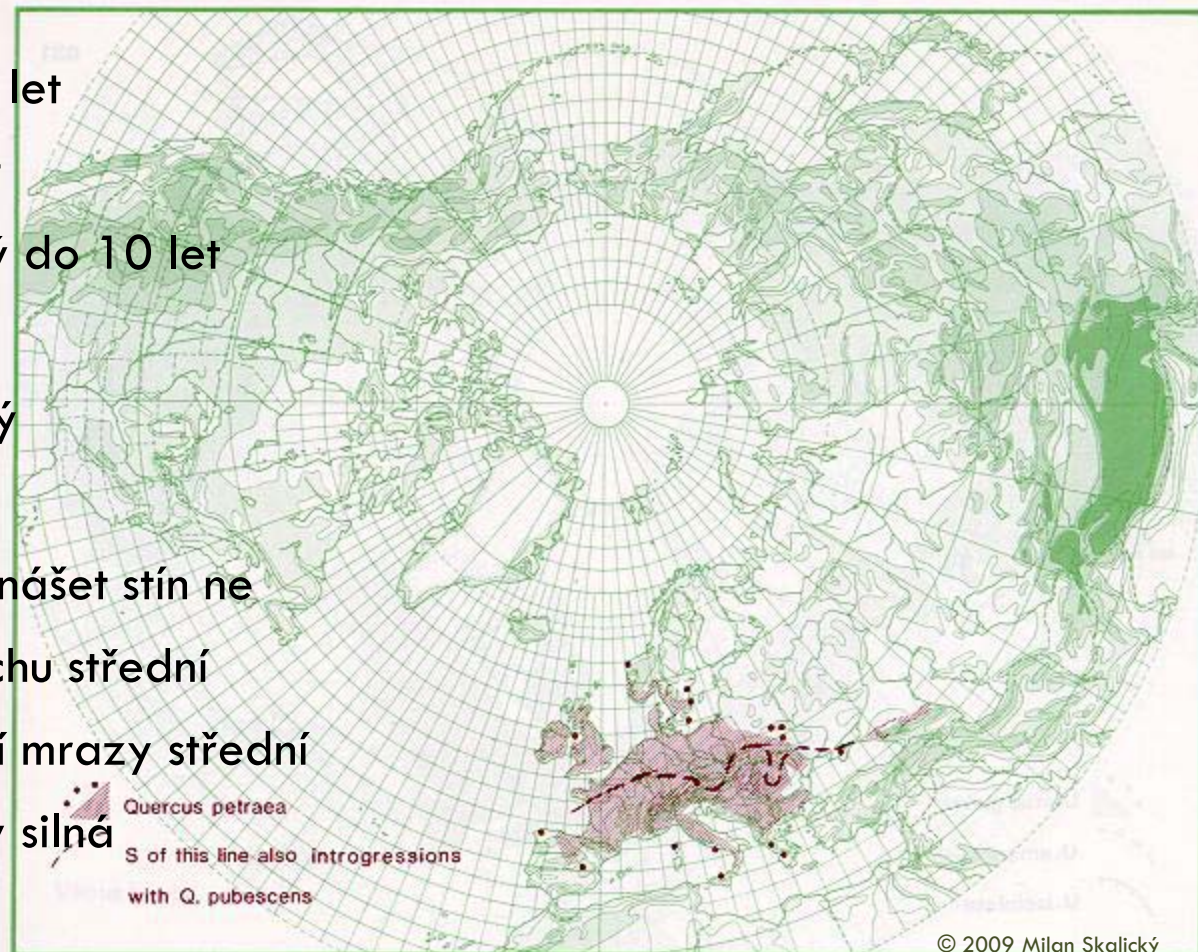 let
ý do 10 let
ý
nášet stín ne
chu střední
í mrazy střední
y silná
Quercus petraea
S of this line also introgressions
with Q. pubescens
© 2009 Milan Skalický